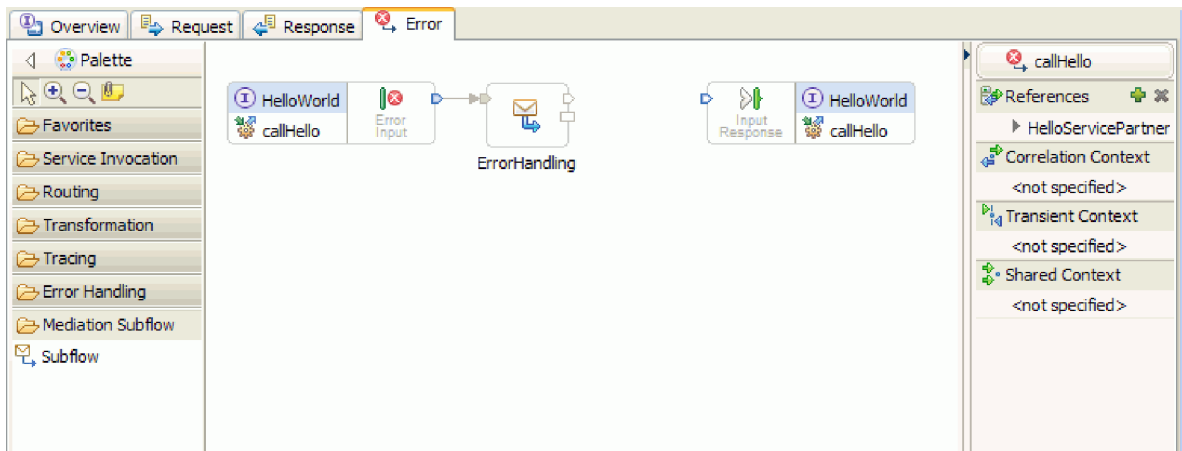 Overview
Request
Response
Error
Palette
Favorites
Service Invocation
Routing
Transformation
Tracing
Error Handling
Mediation Subflow
Subflow
HelloWorld
callHello
Error
Input
ErrorHandling
Input
Response
HelloWorld
callHello
callHello
References
HelloServicePartner
Correlation Context
<not specified>
Transient Context
<not specified>
Shared Context
<not specified>